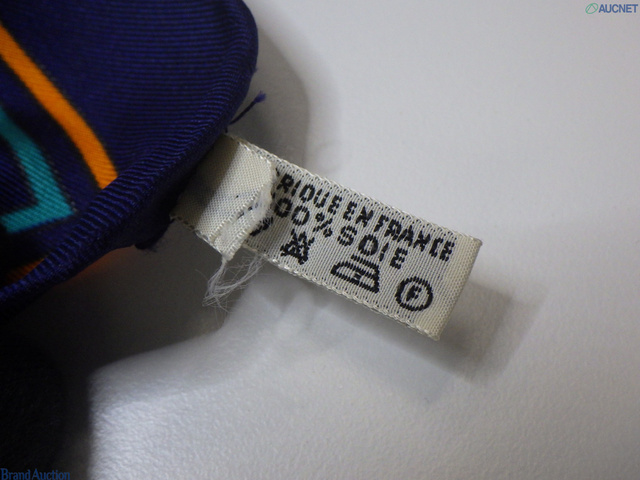 AUCNET
RIQUE EN FRANCE
00% SOIE
F
Brand Auction